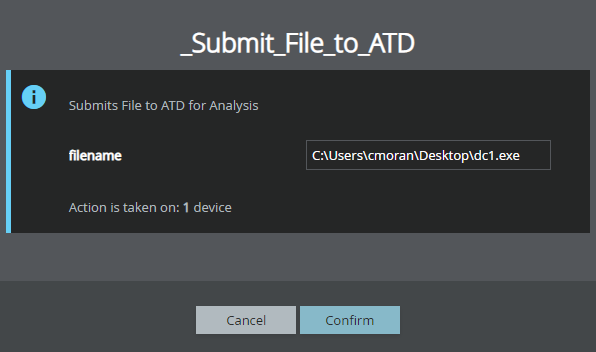 _Submit_File_to_ATD
i
Submits File to ATD for Analysis
filename
C:\Users\cmoran\Desktop\dc1.exe
Action is taken on: 1 device
Cancel
Confirm